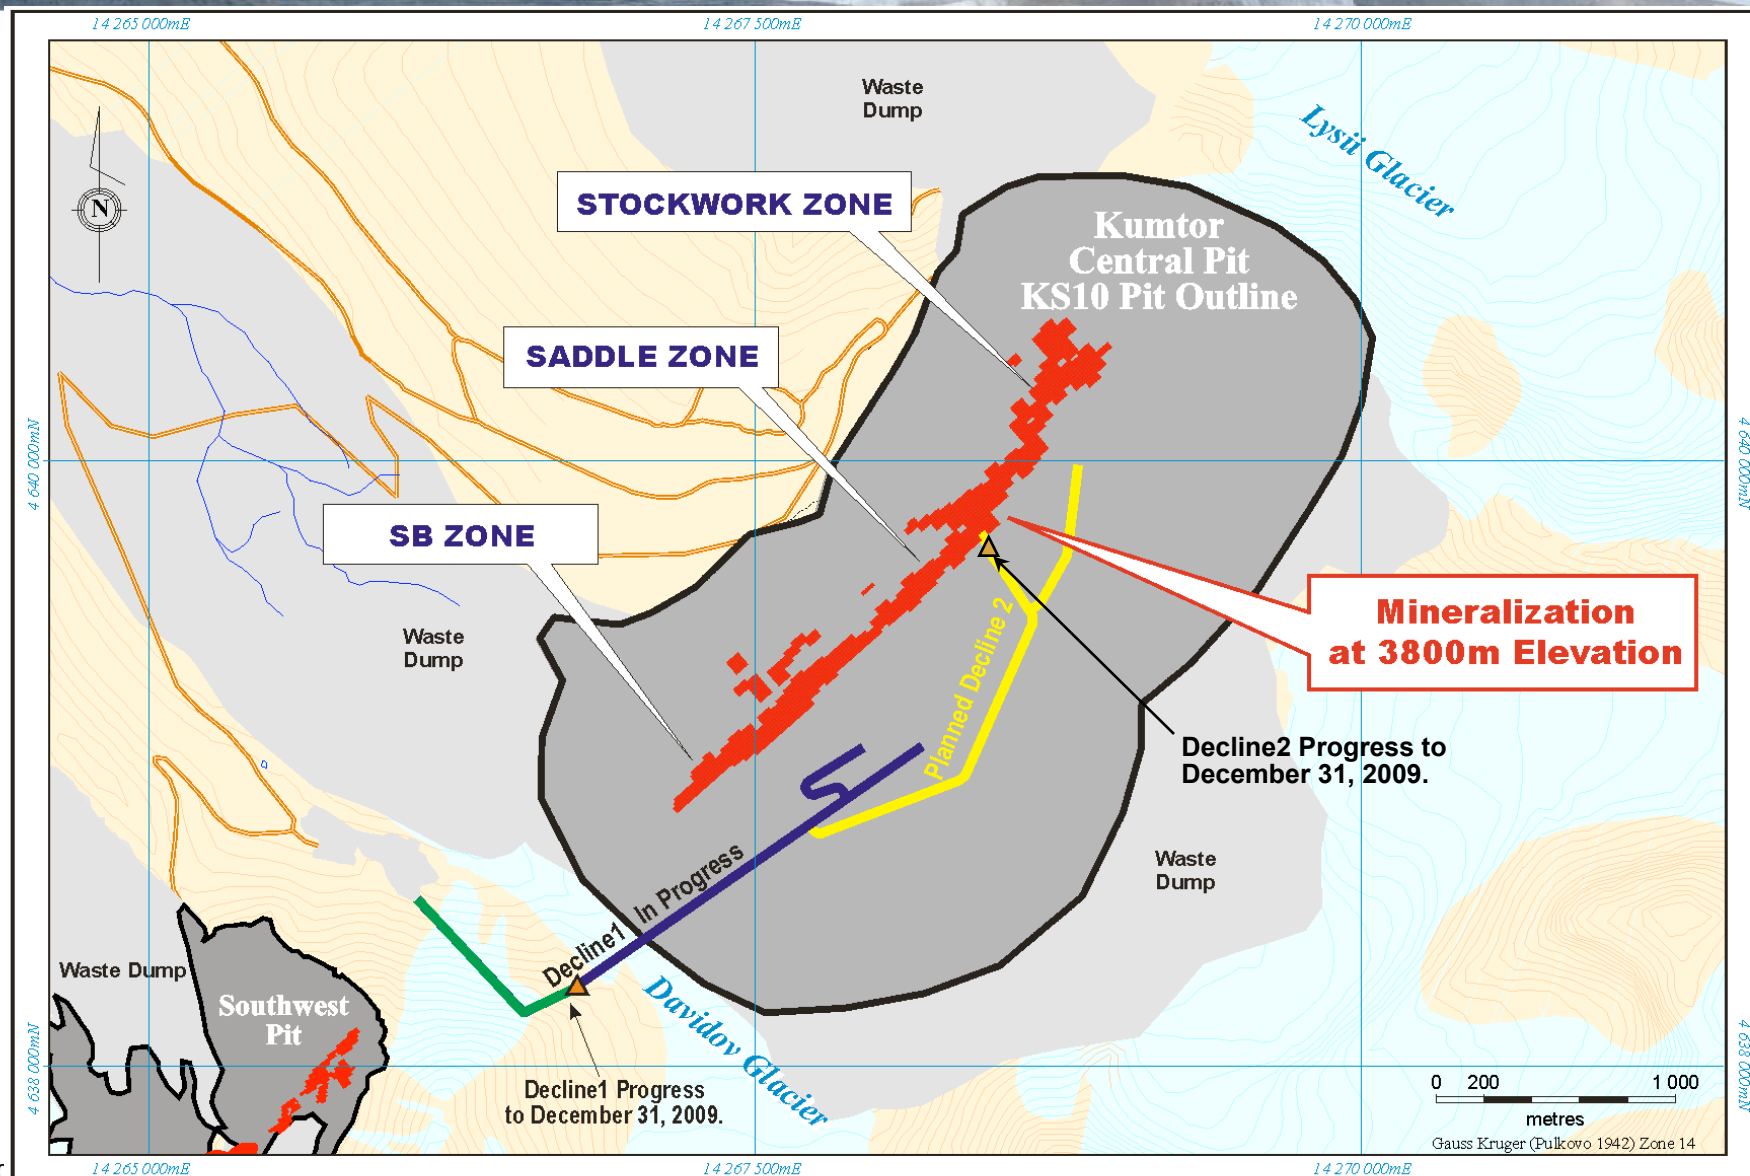 14 265 000mE
14 267 500mE
14 270 000mE
Waste
Dump
Lysii Glacier
N
STOCKWORK ZONE
Kumtor
Central Pit
KS10 Pit Outline
SADDLE ZONE
4 640 000mN
4 640 000mN
SB ZONE
Mineralization
at 3800m Elevation
Waste
Dump
Planned Decline 2
Decline2 Progress to
December 31, 2009.
Waste
Dump
Decline1 In Progress
Waste Dump
Southwest
Pit
Davidov Glacier
4 638 000mN
4 638 000mN
Decline1 Progress
to December 31, 2009.
0 200 1 000
metres
Gauss Kruger (Pulkovo 1942) Zone 14
14 265 000mE
14 267 500mE
14 270 000mE